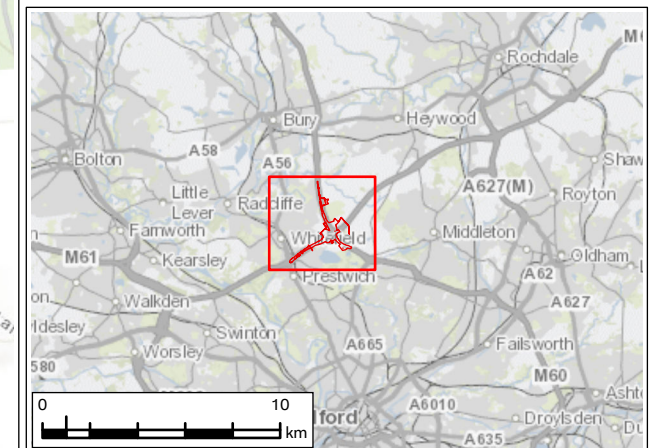 Rochdale
Bury
Heywood
Bolton
A58
A56
Shaw
A627(M)
Little
Lever
Radcliffe
Royton
Farnworth
Whitefield
Middleton
Oldham
M61
Kearsley
Prestwich
A62
Walkden
A627
Swinton
A665
Failsworth
Worsley
580
M60
0
10
A6010
Droylsden
km
A635